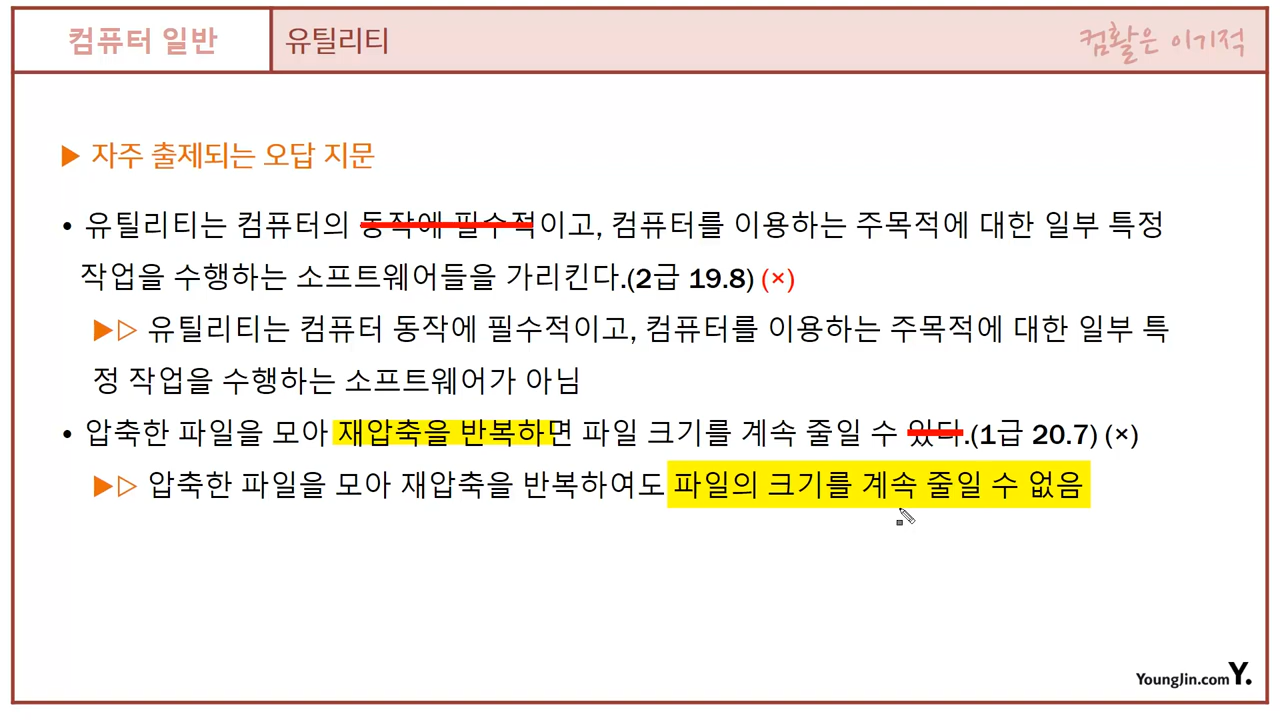 컴퓨터 일반
유틸리티
컴활은 이기적
▶ 자주 출제되는 오답 지문
• 유틸리티는 컴퓨터의 동작에 필수적이고, 컴퓨터를 이용하는 주목적에 대한 일부 특정
작업을 수행하는 소프트웨어들을 가리킨다.(2급 19.8) (×)
▶▷ 유틸리티는 컴퓨터 동작에 필수적이고, 컴퓨터를 이용하는 주목적에 대한 일부 특
정 작업을 수행하는 소프트웨어가 아님
• 압축한 파일을 모아 재압축을 반복하면 파일 크기를 계속 줄일 수 있다.(1급 20.7) (×)
▶▷ 압축한 파일을 모아 재압축을 반복하여도 파일의 크기를 계속 줄일 수 없음
YoungJin.com Y.